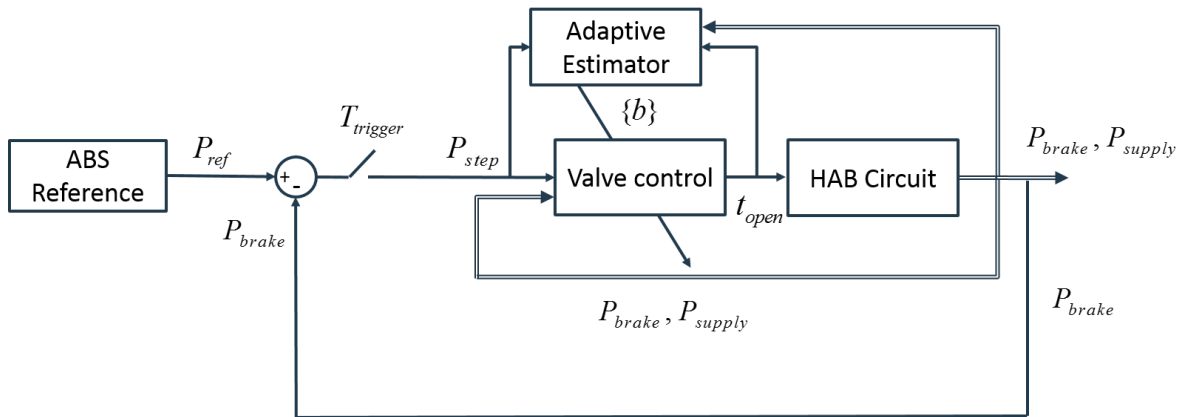 Adaptive
Estimator
{b}
T_trigger
P_ref
P_step
P_brake , P_supply
ABS
Reference
+
-
Valve control
HAB Circuit
t_open
P_brake
P_brake , P_supply
P_brake